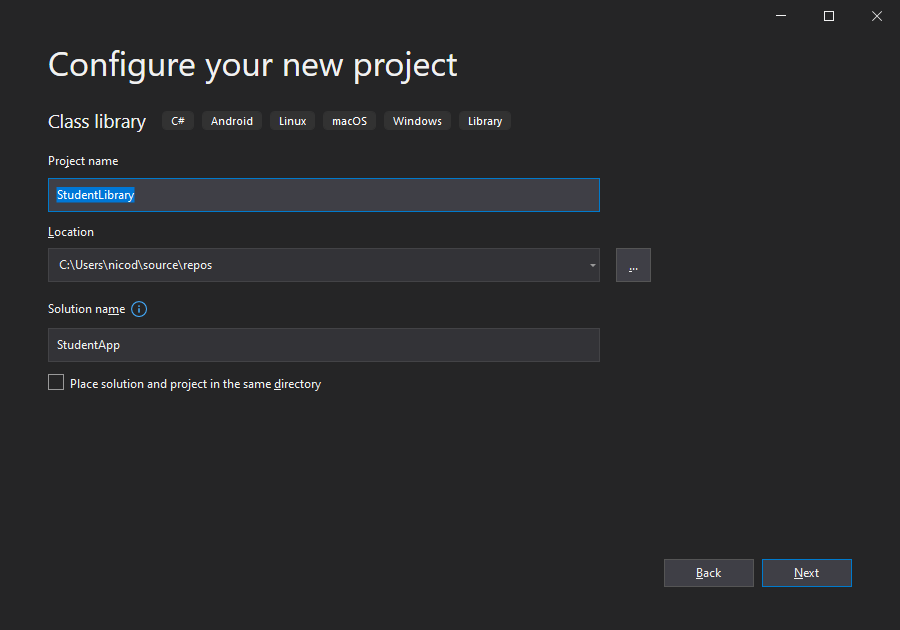 Configure your new project
Class library C# Android Linux macOS Windows Library
Project name
StudentLibrary
Location
C:\Users\nicod\source\repos
...
Solution name
StudentApp
Place solution and project in the same directory
Back Next